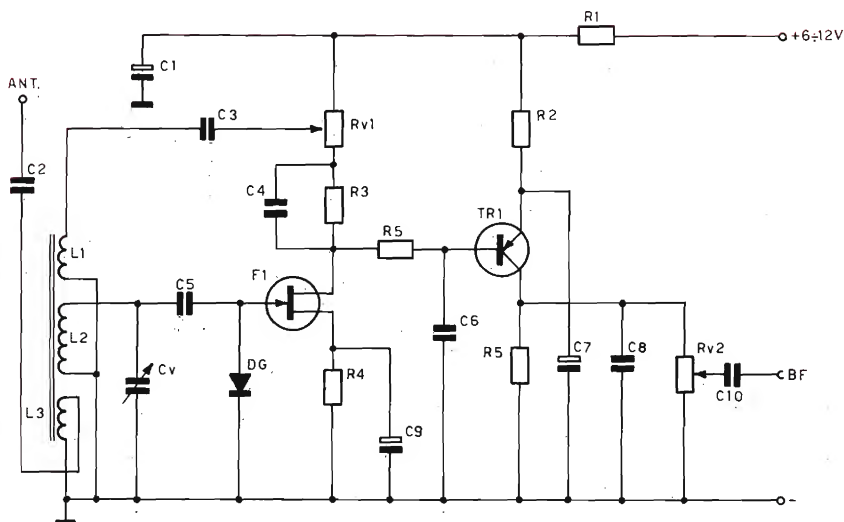 R1
+6÷12V
C1
ANT.
C3
Rv1
R2
C2
C4
R3
TR1
R5
L1
F1
C5
L2
C6
R5
C7
C8
Rv2
Cv
DG
R4
C10
BF
L3
C9
-